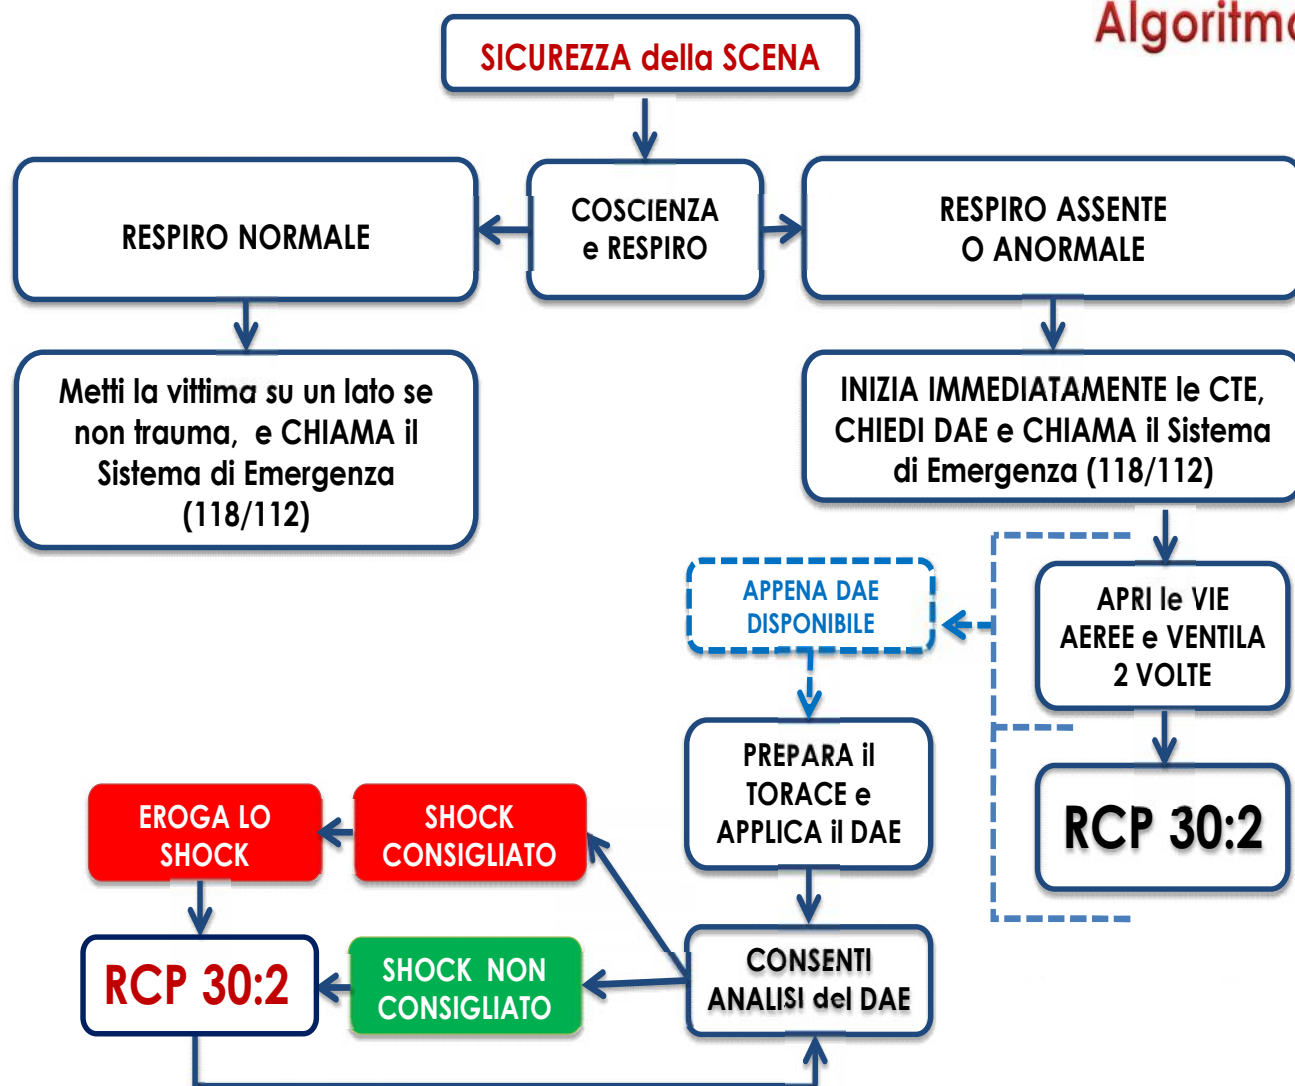 Algoritmo
SICUREZZA della SCENA
RESPIRO NORMALE
COSCIENZA
e RESPIRO
RESPIRO ASSENTE
O ANORMALE
Metti la vittima su un lato se
non trauma, e CHIAMA il
Sistema di Emergenza
(118/112)
INIZIA IMMEDIATAMENTE le CTE,
CHIEDI DAE e CHIAMA il Sistema
di Emergenza (118/112)
APPENA DAE
DISPONIBILE
APRI le VIE
AEREE e VENTILA
2 VOLTE
PREPARA il
TORACE e
APPLICA il DAE
RCP 30:2
EROGA LO
SHOCK
SHOCK
CONSIGLIATO
RCP 30:2
SHOCK NON
CONSIGLIATO
CONSENTI
ANALISI del DAE